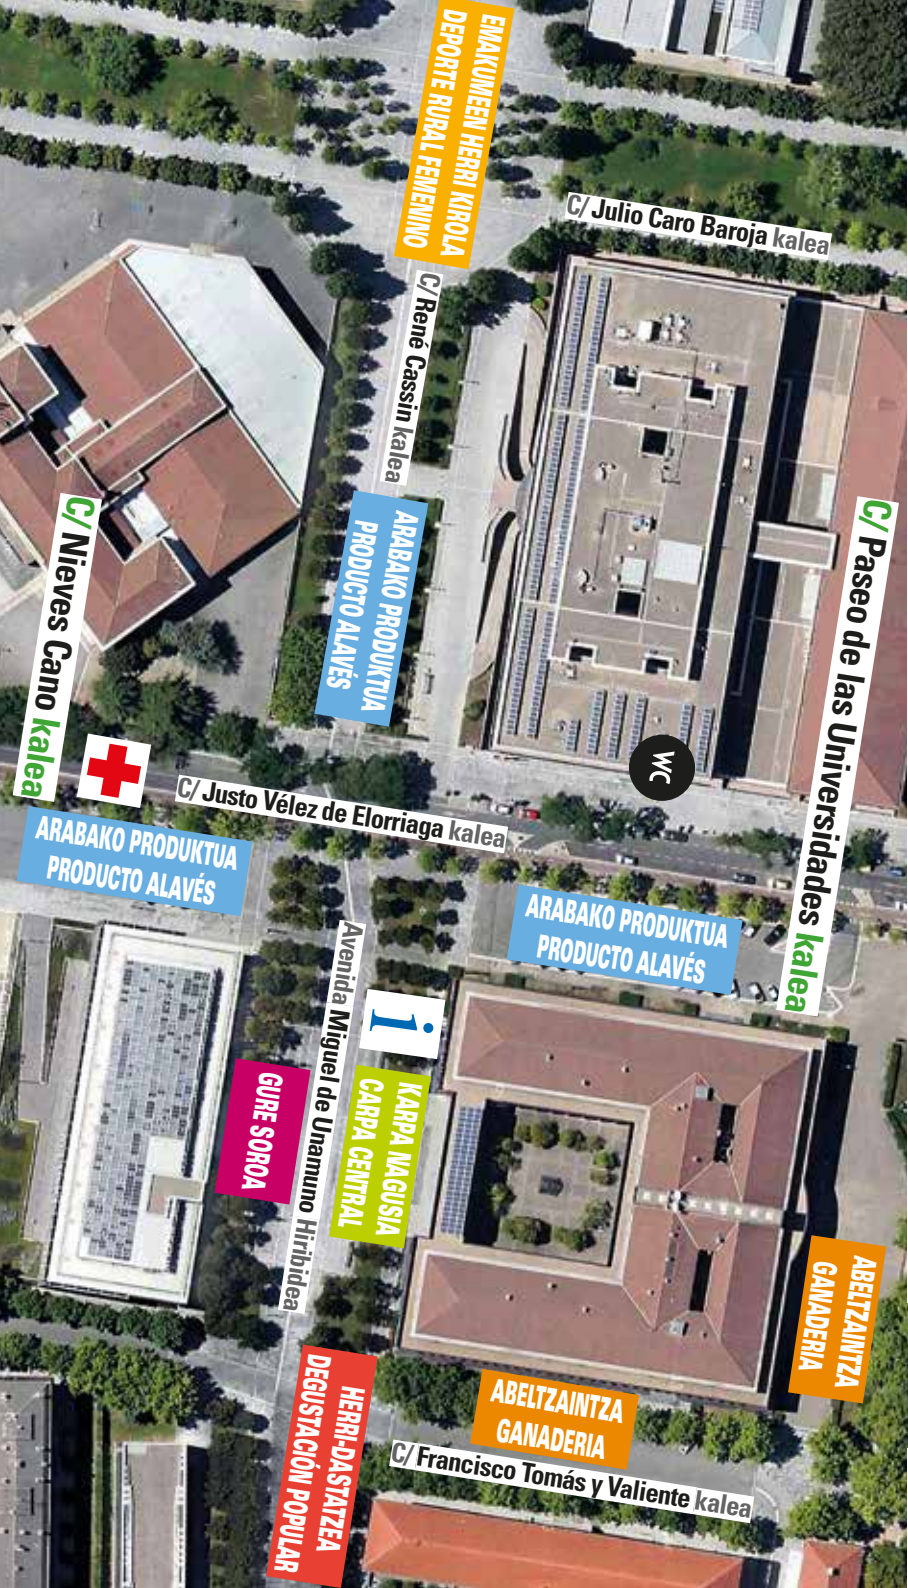 EMAKUMEEN HERRI KIROLA
DEPORTE RURAL FEMENINO
C/ Julio Caro Baroja kalea
C/ René Cassin kalea
ARABAKO PRODUKTUA
PRODUCTO ALAVÉS
C/ Nieves Cano kalea
C/ Paseo de las Universidades kalea
WC
C/ Justo Vélez de Elorriaga kalea
ARABAKO PRODUKTUA
PRODUCTO ALAVÉS
ARABAKO PRODUKTUA
PRODUCTO ALAVÉS
Avenida Miguel de Unamuno Hiribidea
i
KARPA NAGUSIA
CARPA CENTRAL
GURE SOROA
ABELTZAINTZA
GANADERIA
ABELTZAINTZA
GANADERIA
HERRI-DASTATZEA
DEGUSTACIÓN POPULAR
C/ Francisco Tomás y Valiente kalea